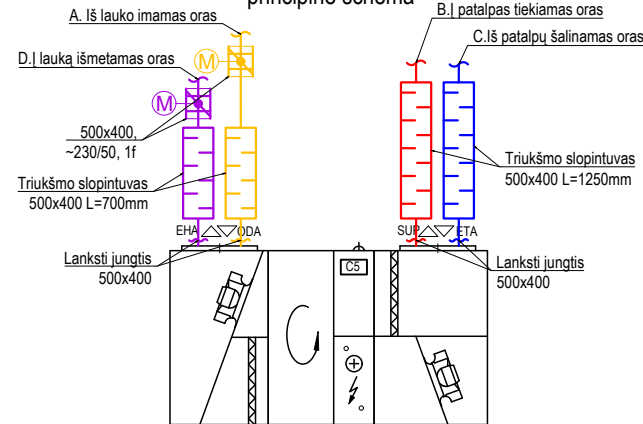 principinė schema
A. Iš lauko imamas oras
B.Į patalpas tiekiamas oras
D.Į lauką išmetamas oras
C.Iš patalpų šalinamas oras
M
M
500x400,
~230/50, 1f
Triukšmo slopintuvas
500x400 L=700mm
Triukšmo slopintuvas
500x400 L=1250mm
EHA
ODA
SUP
ETA
Lanksti jungtis
500x400
Lanksti jungtis
500x400
C5